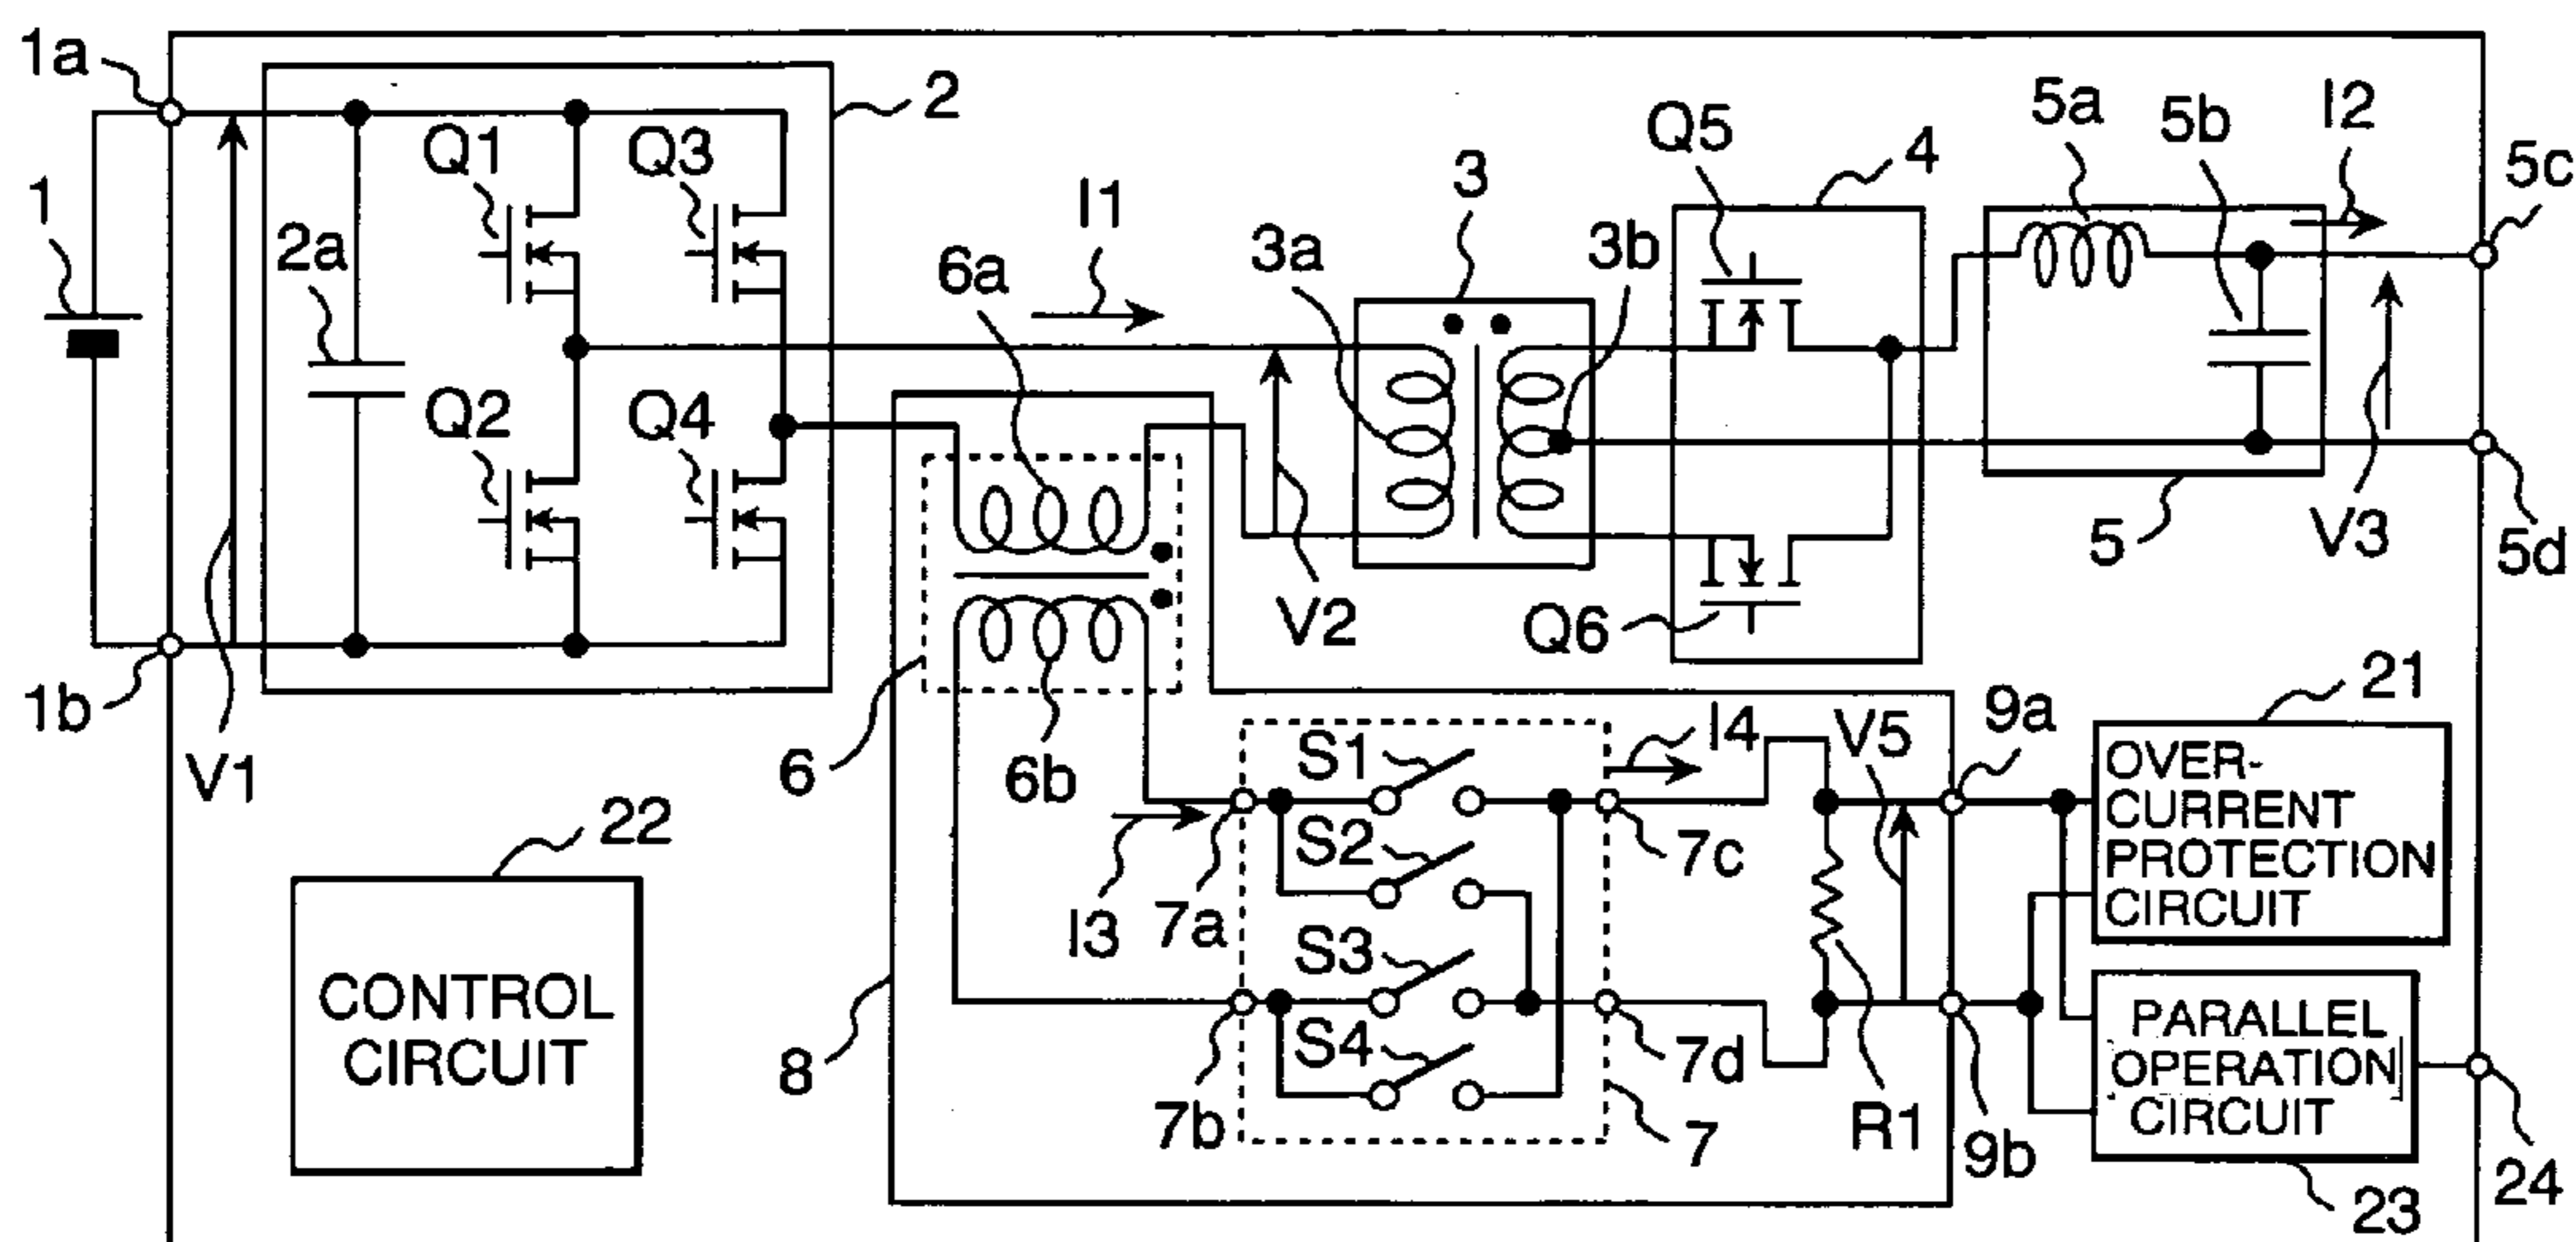 1a
2
Q1
Q3
Q5
4
5a
5b
I2
5c
1
2a
I1
6a
3
3a
3b
Q2
Q4
V2
Q6
5
V3
5d
1b
V1
6
6b
21
9a
V5
I4
S1
OVER-
CURRENT
PROTECTION
CIRCUIT
22
S2
7c
I3
7a
S3
CONTROL
CIRCUIT
8
S4
7d
PARALLEL
OPERATION
CIRCUIT
7b
7
R1
9b
24
23